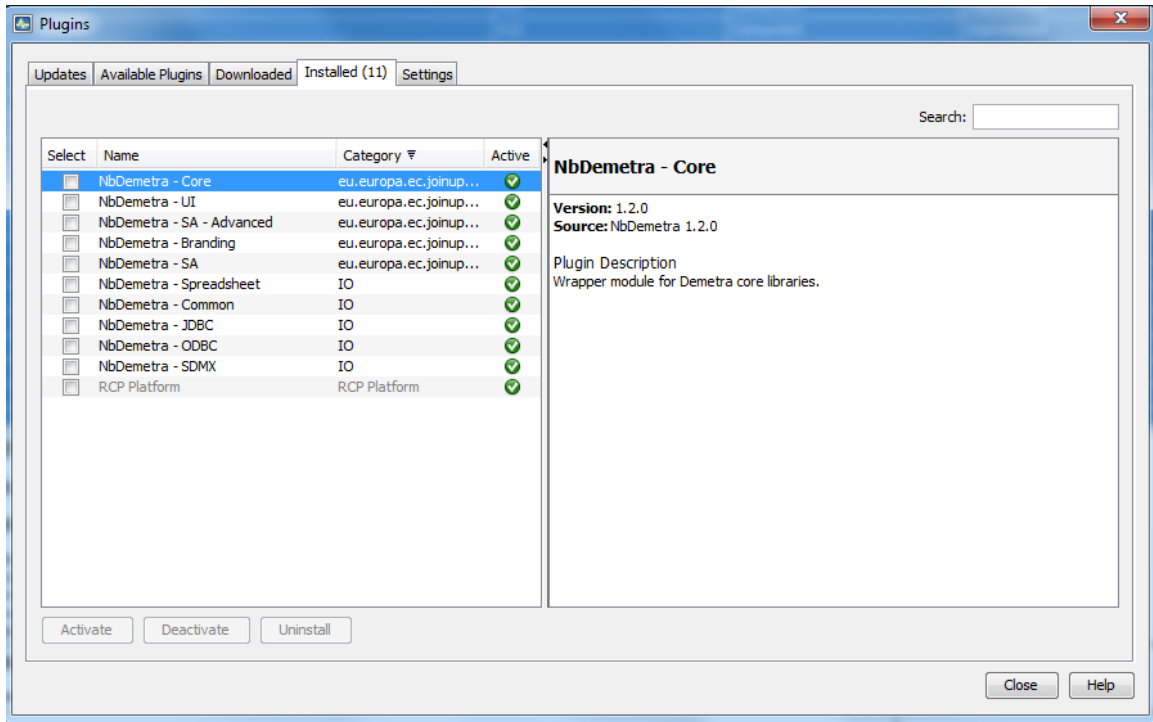 Plugins
Updates Available Plugins Downloaded Installed (11) Settings
Search:
Select Name Category Active
NbDemetra - Core eu.europa.ec.joinup...
NbDemetra - UI eu.europa.ec.joinup...
NbDemetra - SA - Advanced eu.europa.ec.joinup...
NbDemetra - Branding eu.europa.ec.joinup...
NbDemetra - SA eu.europa.ec.joinup...
NbDemetra - Spreadsheet IO
NbDemetra - Common IO
NbDemetra - JDBC IO
NbDemetra - ODBC IO
NbDemetra - SDMX IO
RCP Platform RCP Platform
NbDemetra - Core
Version: 1.2.0
Source: NbDemetra 1.2.0
Plugin Description
Wrapper module for Demetra core libraries.
Activate Deactivate Uninstall
Close Help